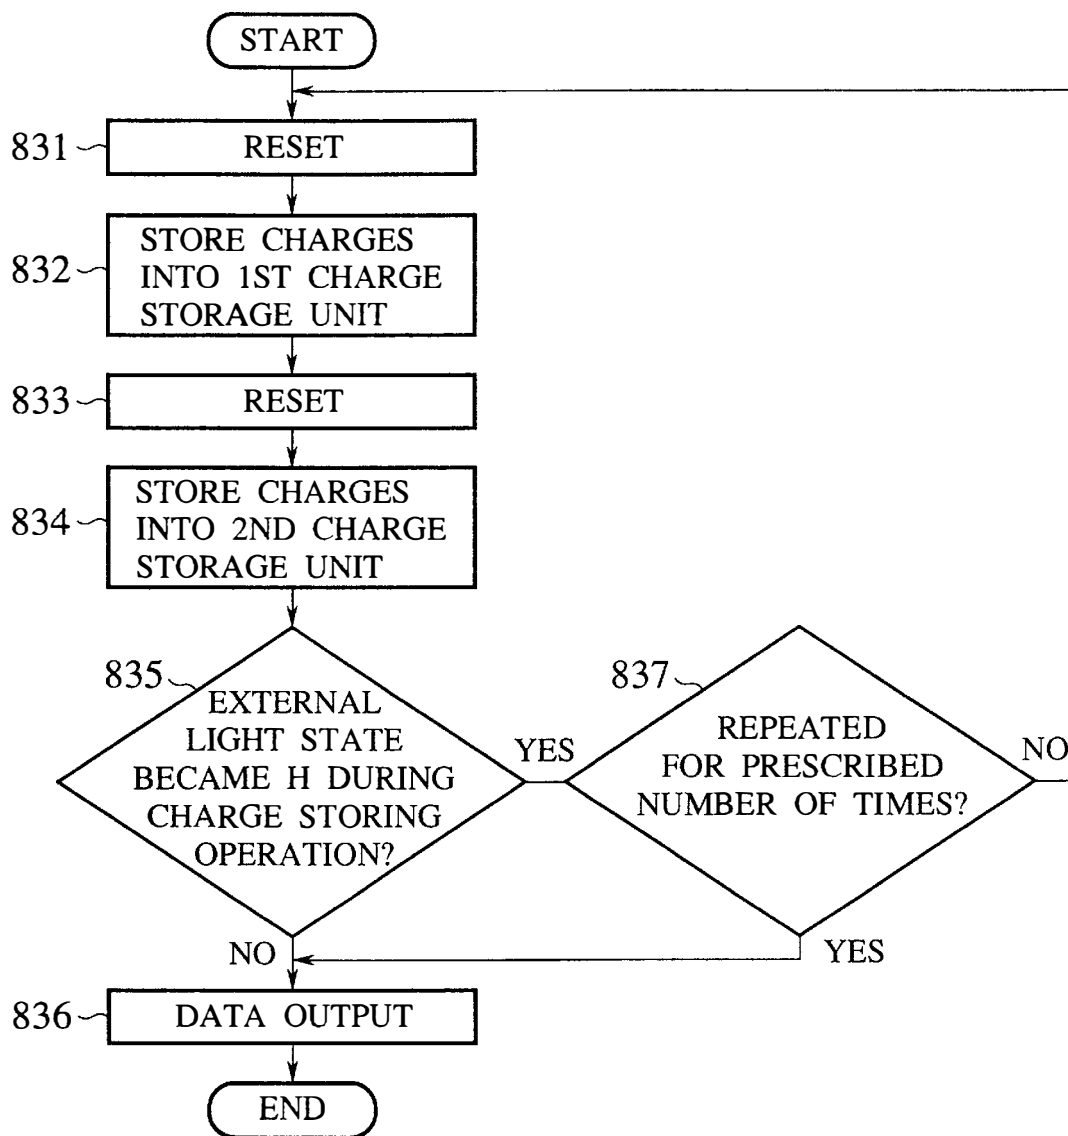 START
831
RESET
832
STORE CHARGES
INTO 1ST CHARGE
STORAGE UNIT
833
RESET
834
STORE CHARGES
INTO 2ND CHARGE
STORAGE UNIT
835
EXTERNAL
LIGHT STATE
BECAME H DURING
CHARGE STORING
OPERATION?
YES
NO
837
REPEATED
FOR PRESCRIBED
NUMBER OF TIMES?
NO
YES
836
DATA OUTPUT
END